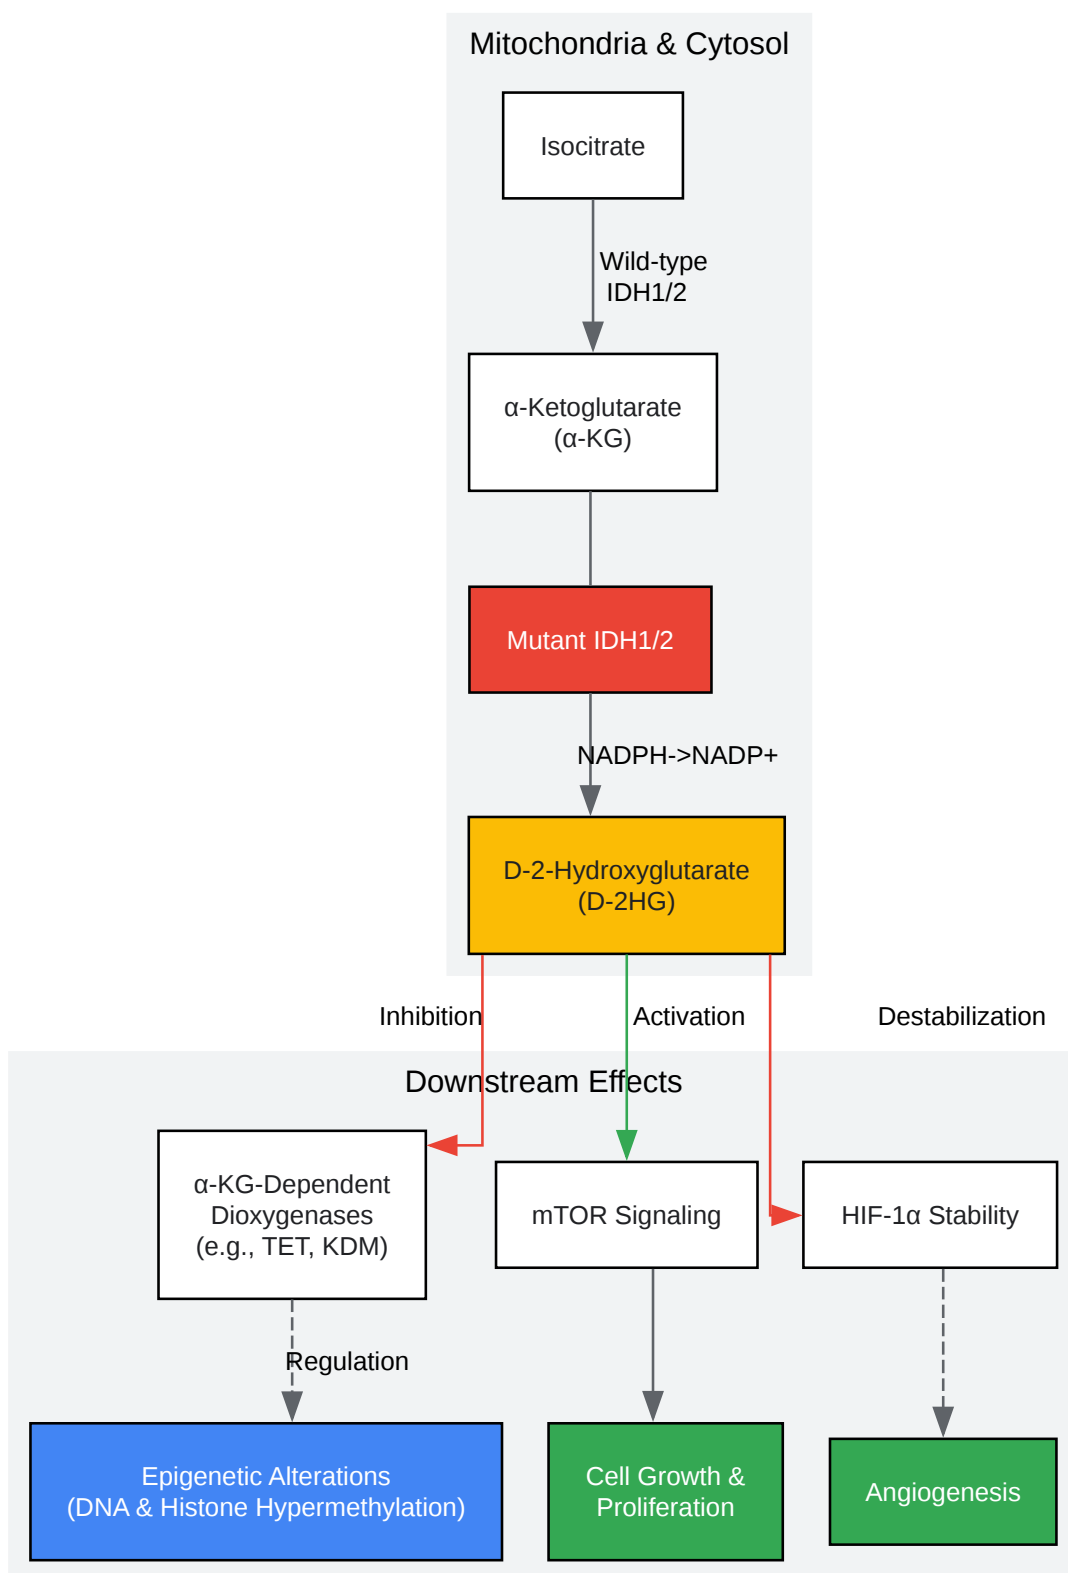 Mitochondria & Cytosol
Isocitrate
Wild-type
IDH1/2
α-Ketoglutarate
(α-KG)
Mutant IDH1/2
NADPH->NADP+
D-2-Hydroxyglutarate
(D-2HG)
Inhibition
Activation
Destabilization
Downstream Effects
α-KG-Dependent
Dioxygenases
(e.g., TET, KDM)
mTOR Signaling
HIF-1α Stability
Regulation
Epigenetic Alterations
(DNA & Histone Hypermethylation)
Cell Growth &
Proliferation
Angiogenesis